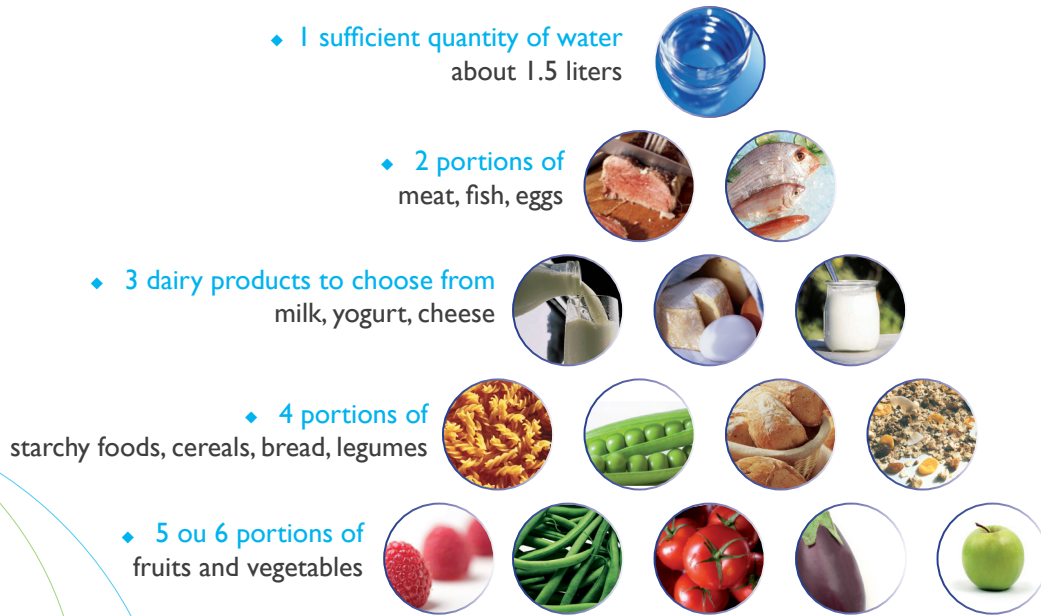 ◆ 1 sufficient quantity of water
about 1.5 liters
◆ 2 portions of
meat, fish, eggs
◆ 3 dairy products to choose from
milk, yogurt, cheese
◆ 4 portions of
starchy foods, cereals, bread, legumes
◆ 5 ou 6 portions of
fruits and vegetables